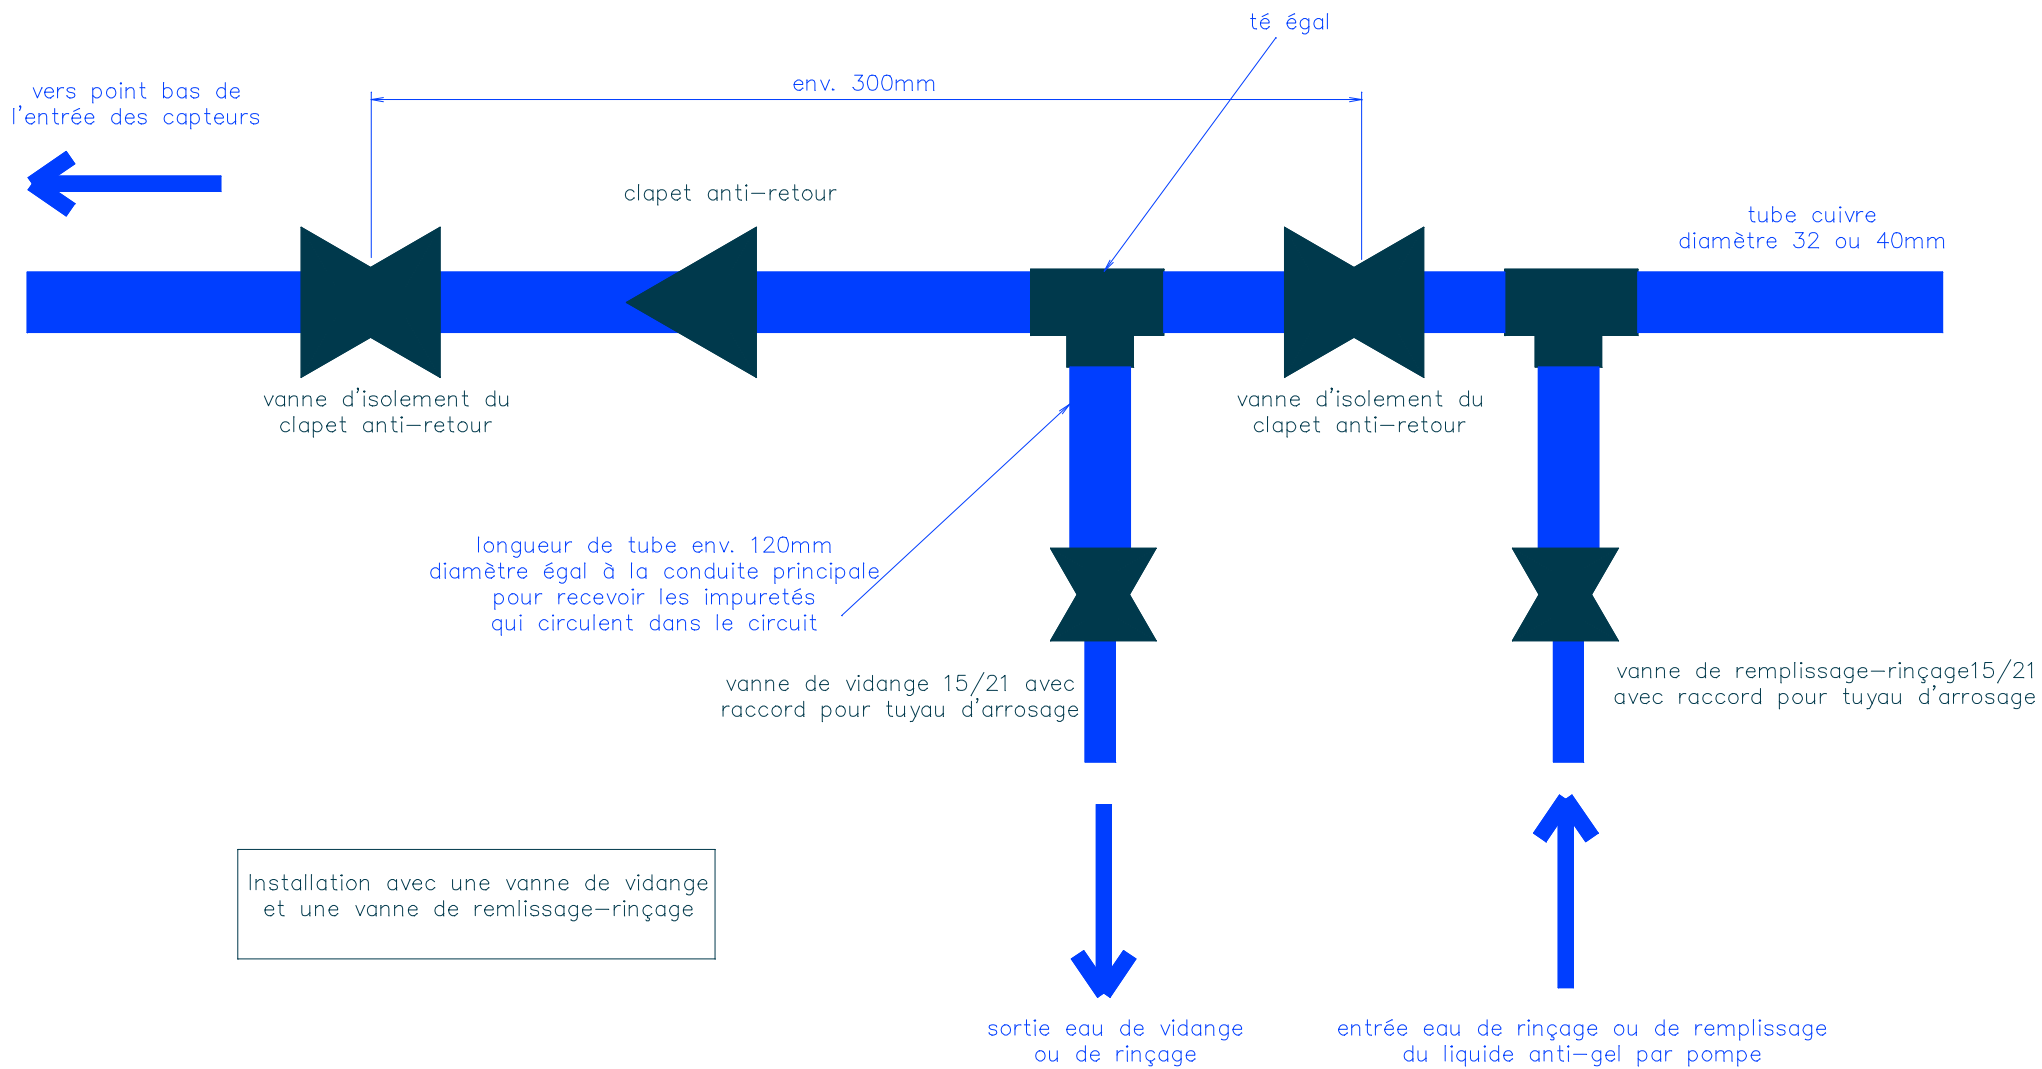 té égal
env. 300mm
vers point bas de
l'entrée des capteurs
clapet anti-retour
tube cuivre
diamètre 32 ou 40mm
vanne d'isolement du
clapet anti-retour
vanne d'isolement du
clapet anti-retour
longueur de tube env. 120mm
diamètre égal à la conduite principale
pour recevoir les impuretés
qui circulent dans le circuit
vanne de vidange 15/21 avec
raccord pour tuyau d'arrosage
vanne de remplissage-rinçage15/21
avec raccord pour tuyau d'arrosage
Installation avec une vanne de vidange
et une vanne de remlissage-rinçage
sortie eau de vidange
ou de rinçage
entrée eau de rinçage ou de remplissage
du liquide anti-gel par pompe